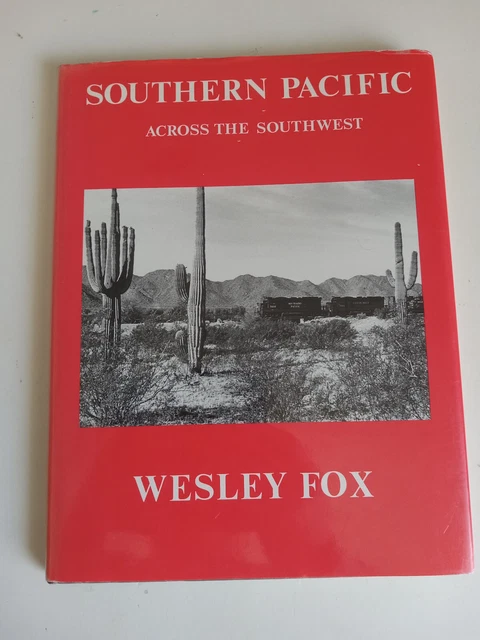 SOUTHERN PACIFIC
ACROSS THE SOUTHWEST
WESLEY FOX